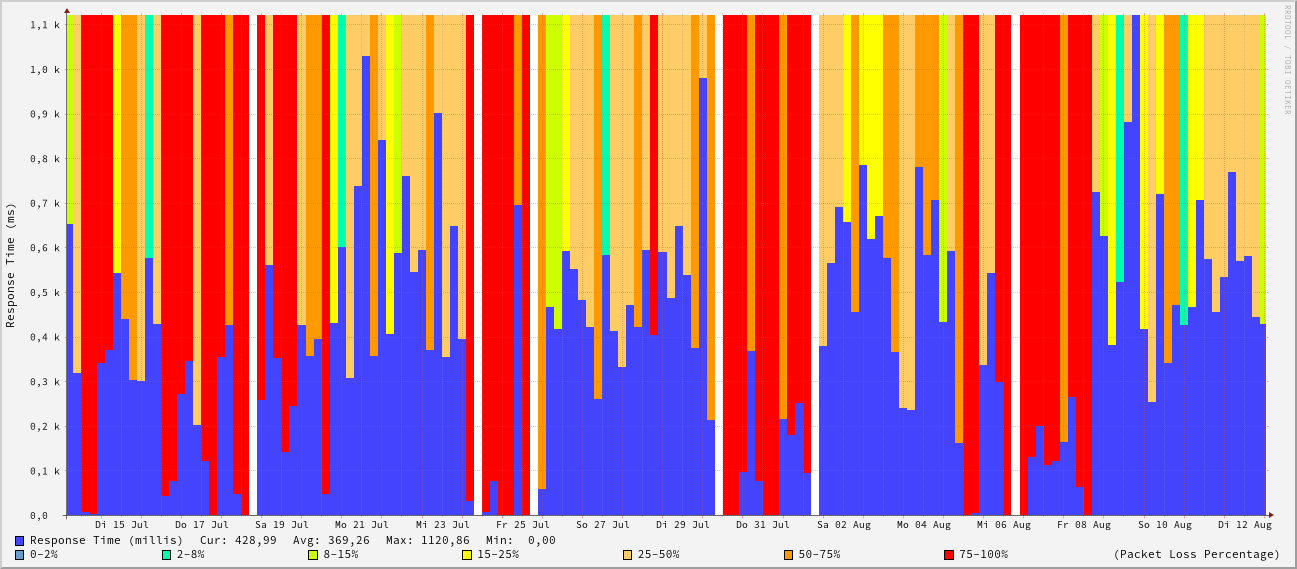 RRDTOOL / TOBI OETIKER
Response Time (ms)
1,1 k
1,0 k
0,9 k
0,8 k
0,7 k
0,6 k
0,5 k
0,4 k
0,3 k
0,2 k
0,1 k
0,0
Di 15 Jul Do 17 Jul Sa 19 Jul Mo 21 Jul Mi 23 Jul Fr 25 Jul So 27 Jul Di 29 Jul Do 31 Jul Sa 02 Aug Mo 04 Aug Mi 06 Aug Fr 08 Aug So 10 Aug Di 12 Aug
Response Time (millis) Cur: 428,99 Avg: 369,26 Max: 1120,86 Min: 0,00
0-2% 2-8% 8-15% 15-25% 25-50% 50-75% 75-100% (Packet Loss Percentage)